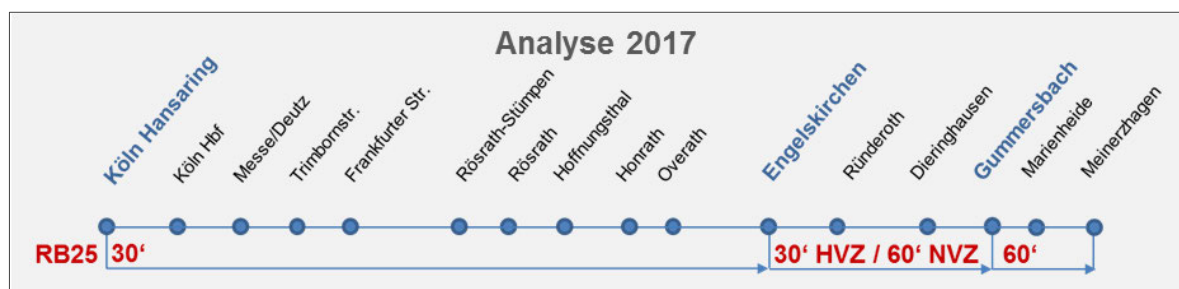 Analyse 2017
Köln Hansaring
Köln Hbf
Messe/Deutz
Trimbornstr.
Frankfurter Str.
Rösrath-Stümpen
Rösrath
Hoffnungsthal
Honrath
Overath
Engelskirchen
Ründeroth
Dieringhausen
Gummersbach
Marienheide
Meinerzhagen
RB25 30‘ 30‘ HVZ / 60‘ NVZ 60‘